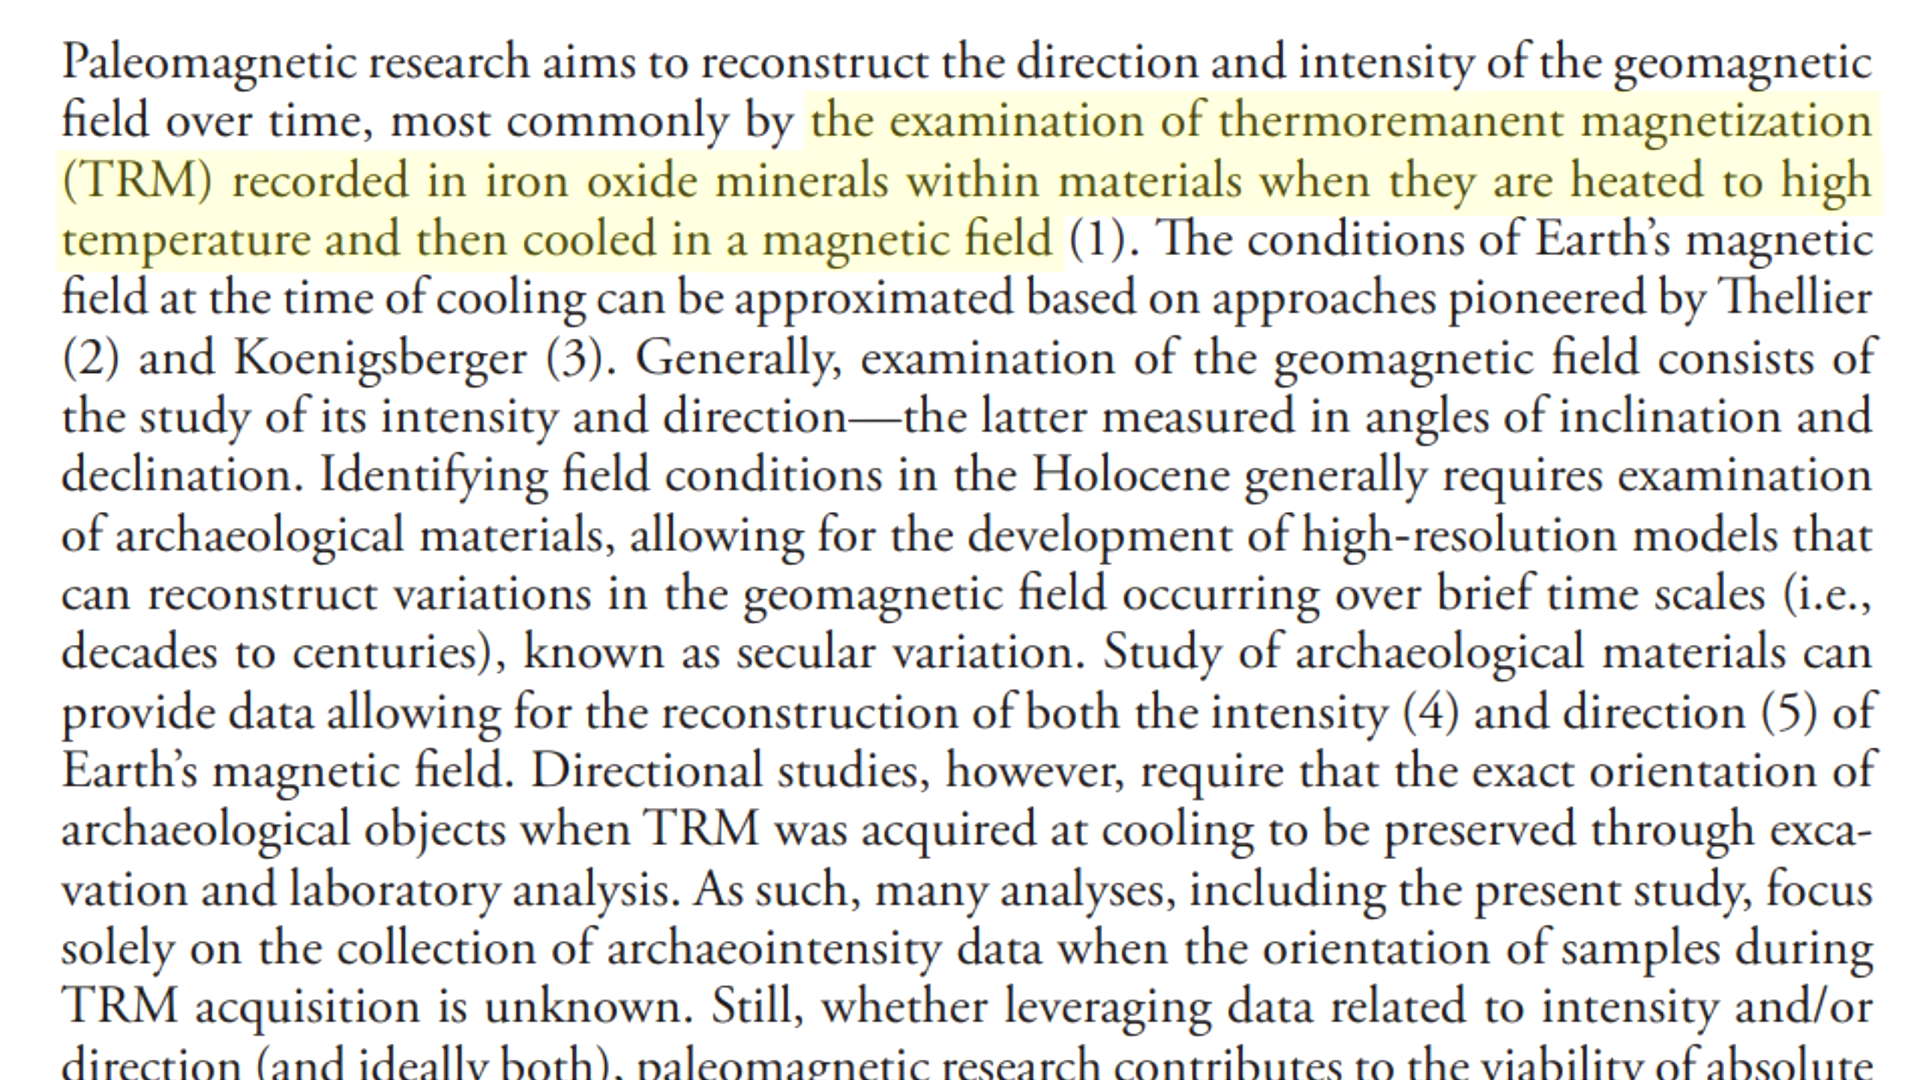 Paleomagnetic research aims to reconstruct the direction and intensity of the geomagnetic
field over time, most commonly by the examination of thermoremanent magnetization
(TRM) recorded in iron oxide minerals within materials when they are heated to high
temperature and then cooled in a magnetic field (1). The conditions of Earth’s magnetic
field at the time of cooling can be approximated based on approaches pioneered by Thellier
(2) and Koenigsberger (3). Generally, examination of the geomagnetic field consists of
the study of its intensity and direction—the latter measured in angles of inclination and
declination. Identifying field conditions in the Holocene generally requires examination
of archaeological materials, allowing for the development of high-resolution models that
can reconstruct variations in the geomagnetic field occurring over brief time scales (i.e.,
decades to centuries), known as secular variation. Study of archaeological materials can
provide data allowing for the reconstruction of both the intensity (4) and direction (5) of
Earth’s magnetic field. Directional studies, however, require that the exact orientation of
archaeological objects when TRM was acquired at cooling to be preserved through exca-
vation and laboratory analysis. As such, many analyses, including the present study, focus
solely on the collection of archaeointensity data when the orientation of samples during
TRM acquisition is unknown. Still, whether leveraging data related to intensity and/or
direction (and ideally both), paleomagnetic research contributes to the viability of absolute